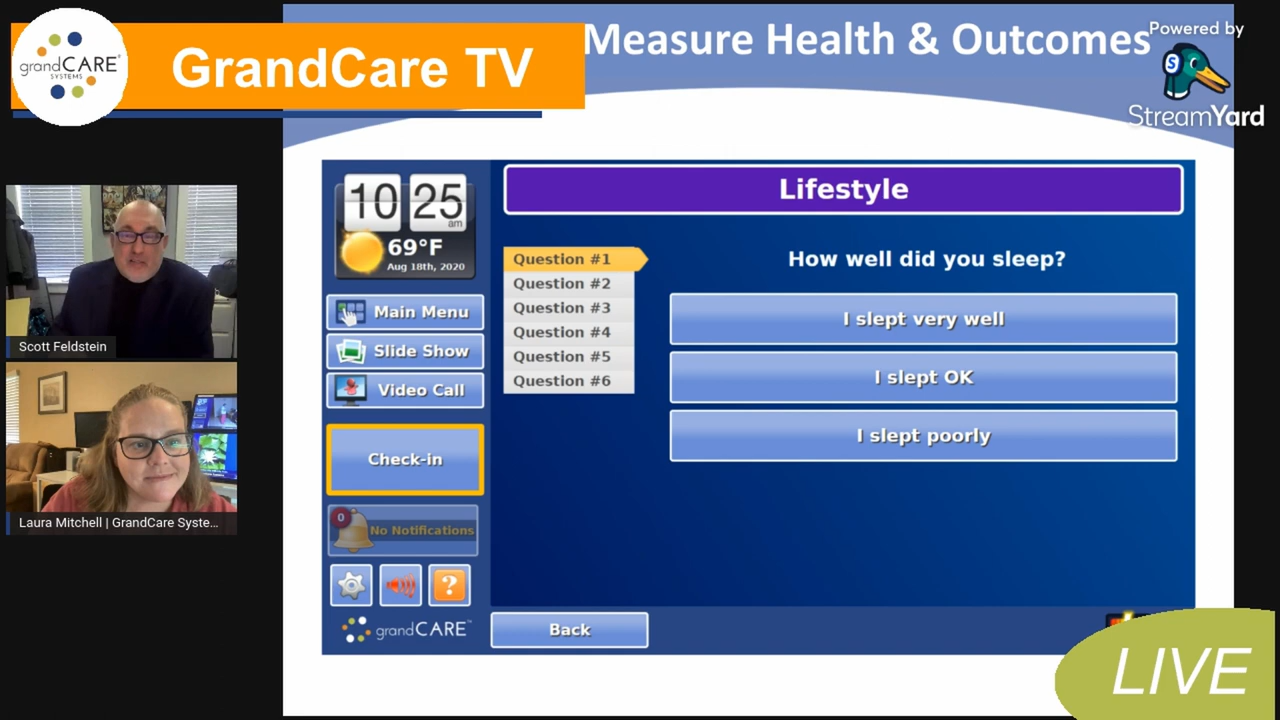 grandCARE
SYSTEMS
GrandCare TV
Measure Health & Outcomes
Powered by
S
StreamYard
Scott Feldstein
Laura Mitchell | GrandCare Syste...
10 25
am
69°F
Aug 18th, 2020
Main Menu
Slide Show
Video Call
Check-in
0
No Notifications
?
grandCARE™
Lifestyle
Question #1
Question #2
Question #3
Question #4
Question #5
Question #6
How well did you sleep?
I slept very well
I slept OK
I slept poorly
Back
LIVE